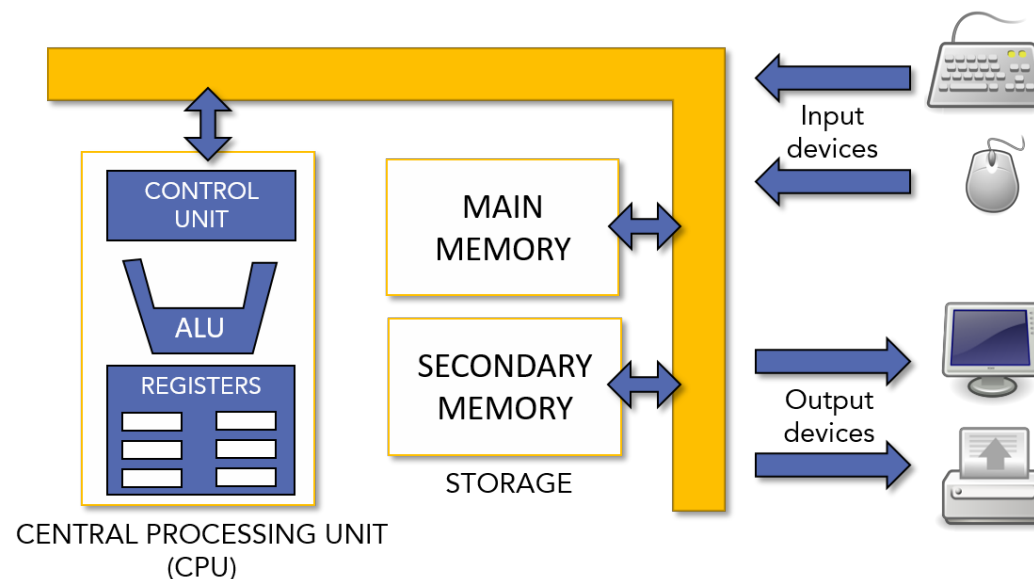 CONTROL
UNIT
ALU
REGISTERS
CENTRAL PROCESSING UNIT
(CPU)
MAIN
MEMORY
SECONDARY
MEMORY
STORAGE
Input
devices
Output
devices